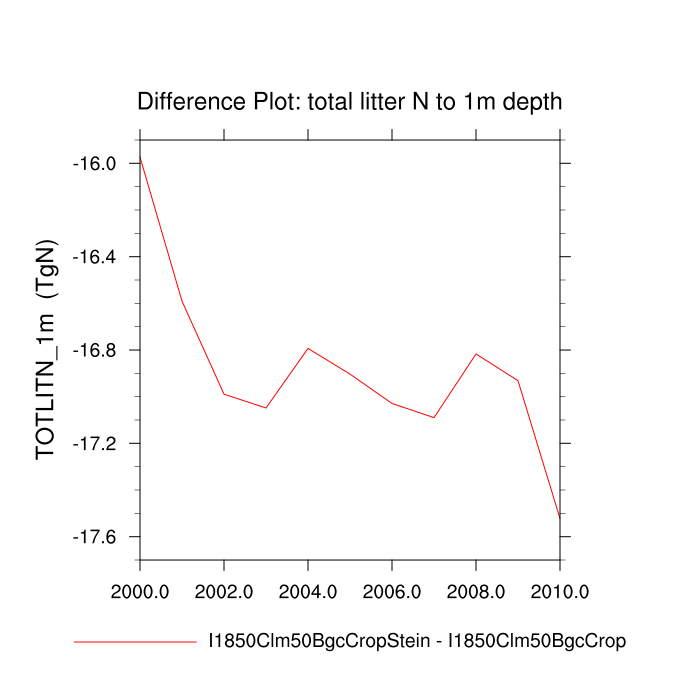 Difference Plot: total litter N to 1m depth
TOTLITN_1m (TgN)
-16.0
-16.4
-16.8
-17.2
-17.6
2000.0 2002.0 2004.0 2006.0 2008.0 2010.0
I1850Clm50BgcCropStein - I1850Clm50BgcCrop